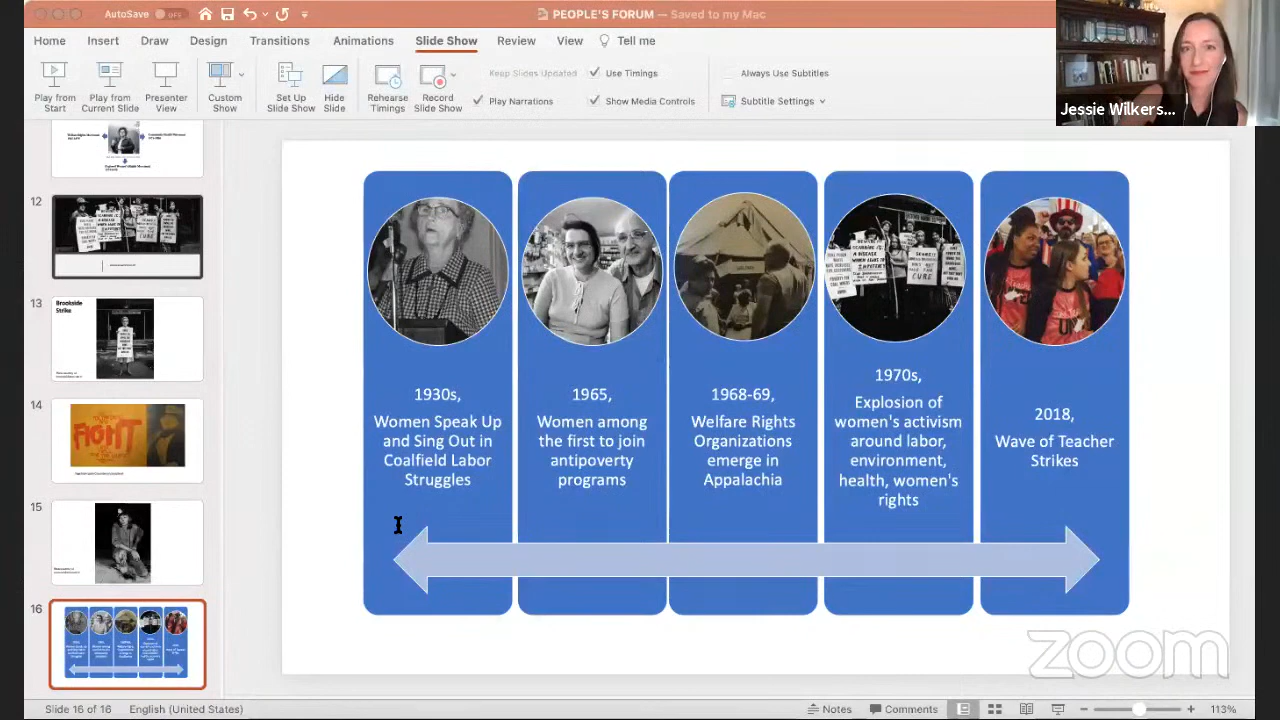 AutoSave OFF
PEOPLE'S FORUM — Saved to my Mac
Home Insert Draw Design Transitions Animations Slide Show Review View Tell me
Play from Start
Play from Current Slide
Presenter View
Custom Show
Set Up Slide Show
Hide Slide
Rehearse Timings
Record Slide Show
Keep Slides Updated
Use Timings
Play Narrations
Show Media Controls
Always Use Subtitles
Subtitle Settings
Jessie Wilkers...
12
13
Brookside
Strike
14
FIGHT
15
16
1930s,
Women Speak Up
and Sing Out in
Coalfield Labor
Struggles
1965,
Women among
the first to join
antipoverty
programs
1968-69,
Welfare Rights
Organizations
emerge in
Appalachia
1970s,
Explosion of
women's activism
around labor,
environment,
health, women's
rights
2018,
Wave of Teacher
Strikes
zoom
Slide 16 of 16
English (United States)
Notes
Comments
113%